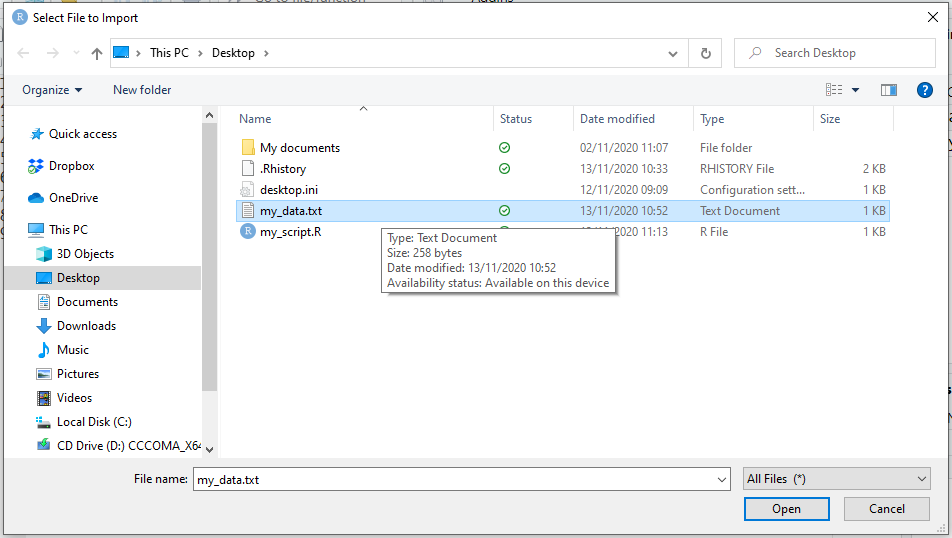 Select File to Import
This PC > Desktop >
Search Desktop
Organize
New folder
Quick access
Dropbox
OneDrive
This PC
3D Objects
Desktop
Documents
Downloads
Music
Pictures
Videos
Local Disk (C:)
CD Drive (D:) CCCOMA_X64
Name Status Date modified Type Size
My documents 02/11/2020 11:07 File folder
.Rhistory 13/11/2020 10:33 RHISTORY File 2 KB
desktop.ini 12/11/2020 09:09 Configuration sett... 1 KB
my_data.txt 13/11/2020 10:52 Text Document 1 KB
my_script.R 11:13 R File 1 KB
Type: Text Document
Size: 258 bytes
Date modified: 13/11/2020 10:52
Availability status: Available on this device
File name: my_data.txt
All Files (*)
Open
Cancel